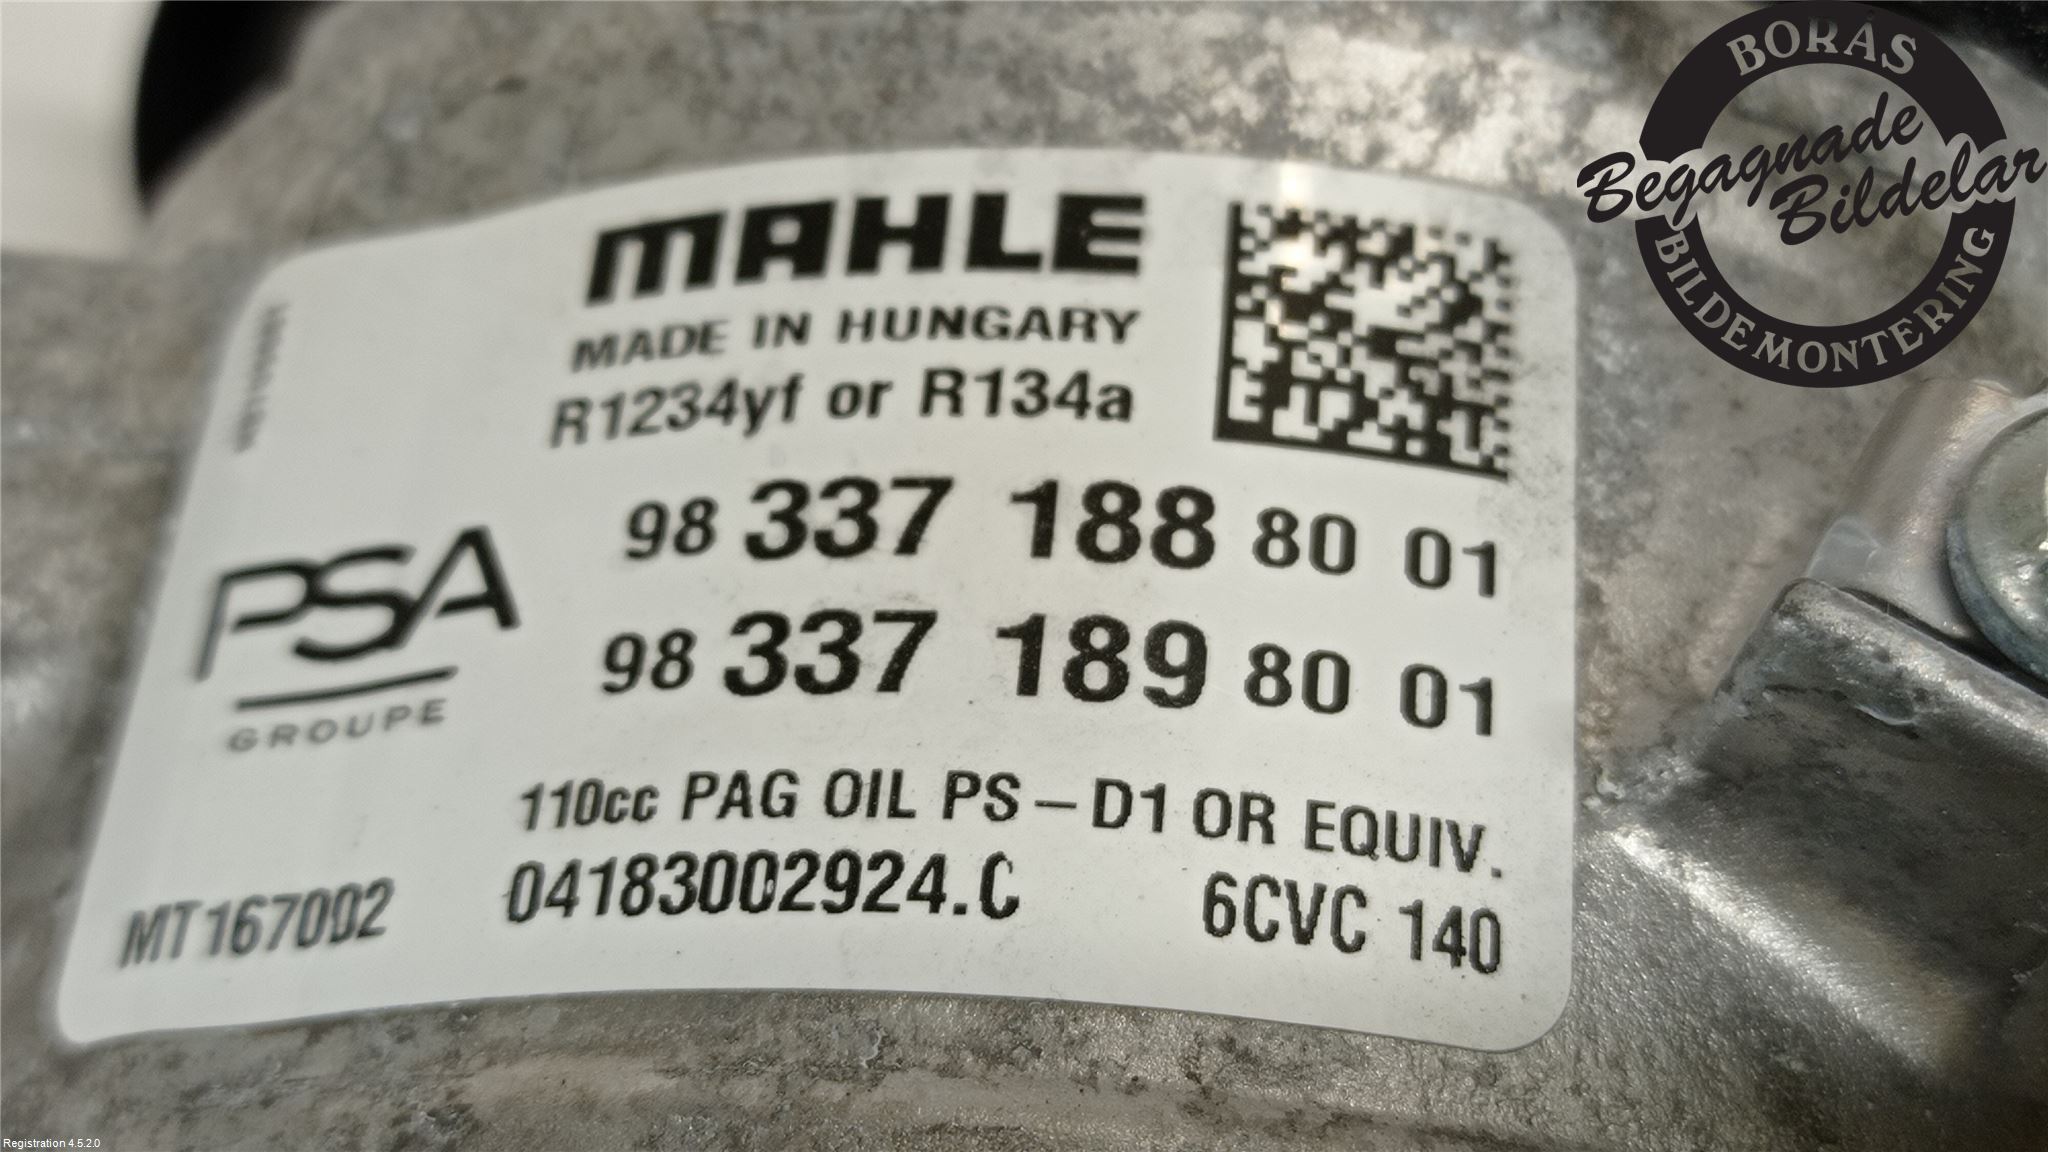 MAHLE
MADE IN HUNGARY
R1234yf or R134a
98 337 188 80 01
98 337 189 80 01
PSA
GROUPE
110cc PAG OIL PS-D1 OR EQUIV.
MT167002 04183002924.C 6CVC 140
BORÅS
Begagnade
Bildelar
BILDEMONTERING
Registration 4.5.2.0